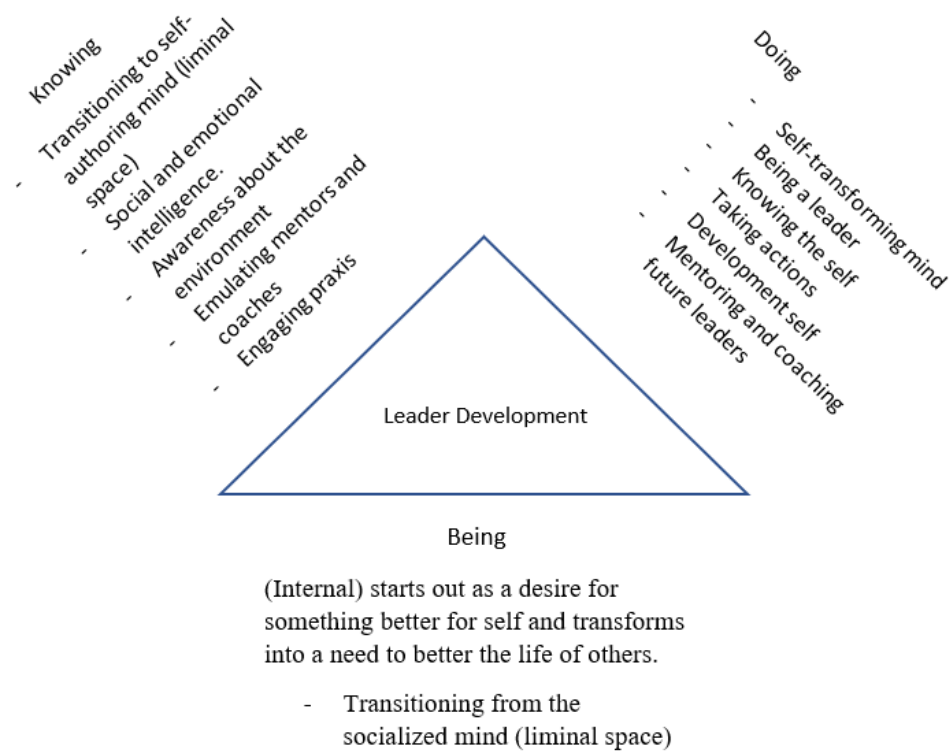 Knowing
- Transitioning to self-
authoring mind (liminal
space)
- Social and emotional
intelligence.
- Awareness about the
environment
- Emulating mentors and
coaches
- Engaging praxis
Doing
- Self-transforming mind
- Being a leader
- Knowing the self
- Taking actions
- Development self
- Mentoring and coaching
future leaders
Leader Development
Being
(Internal) starts out as a desire for
something better for self and transforms
into a need to better the life of others.
- Transitioning from the
socialized mind (liminal space)